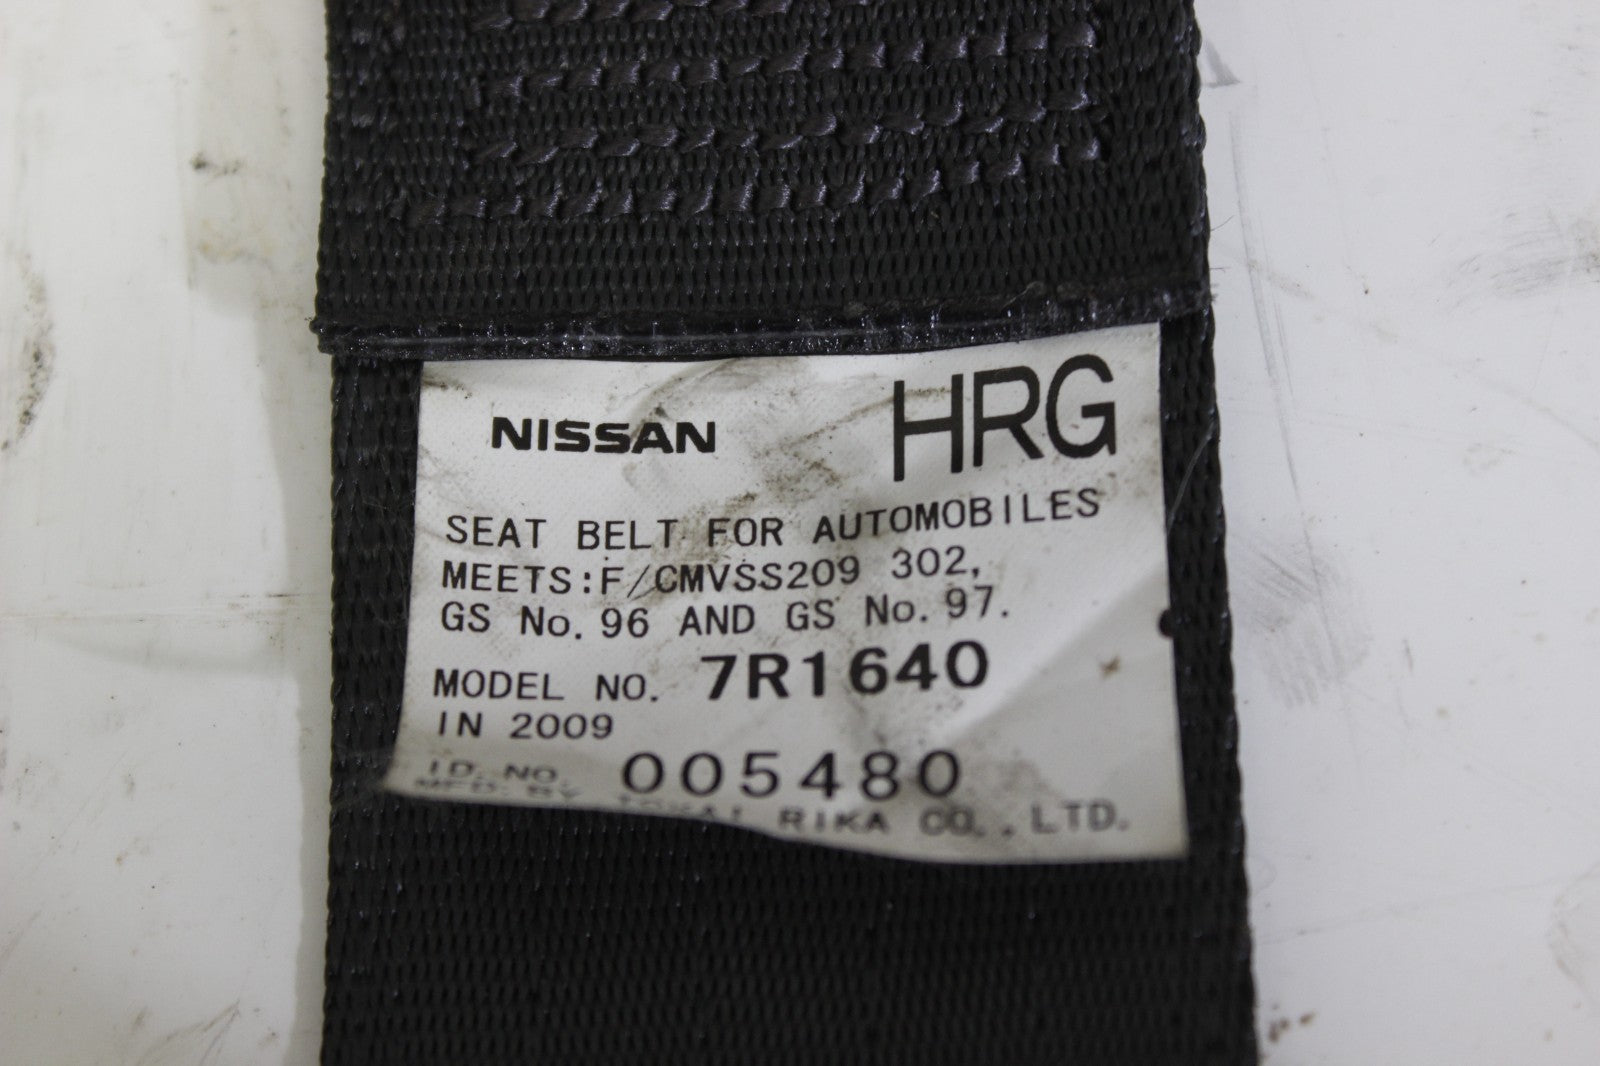 NISSAN HRG
SEAT BELT FOR AUTOMOBILES
MEETS:F/CMVSS209 302,
GS No.96 AND GS No.97.
MODEL NO. 7R1640
IN 2009
I D. NO. 005480
MFD. BY TOKAI RIKA CO.,LTD.